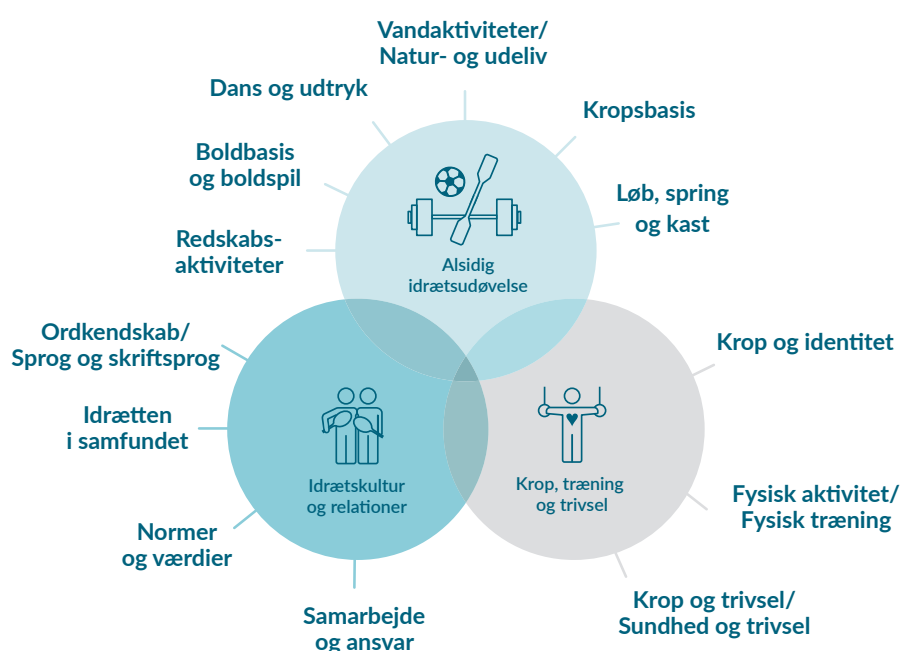 Vandaktiviteter/
Natur- og udeliv
Dans og udtryk
Kropsbasis
Boldbasis
og boldspil
Løb, spring
og kast
Redskabs-
aktiviteter
Alsidig
idrætsudøvelse
Ordkendskab/
Sprog og skriftsprog
Krop og identitet
Idrætten
i samfundet
Idrætskultur
og relationer
Krop, træning
og trivsel
Fysisk aktivitet/
Fysisk træning
Normer
og værdier
Krop og trivsel/
Sundhed og trivsel
Samarbejde
og ansvar